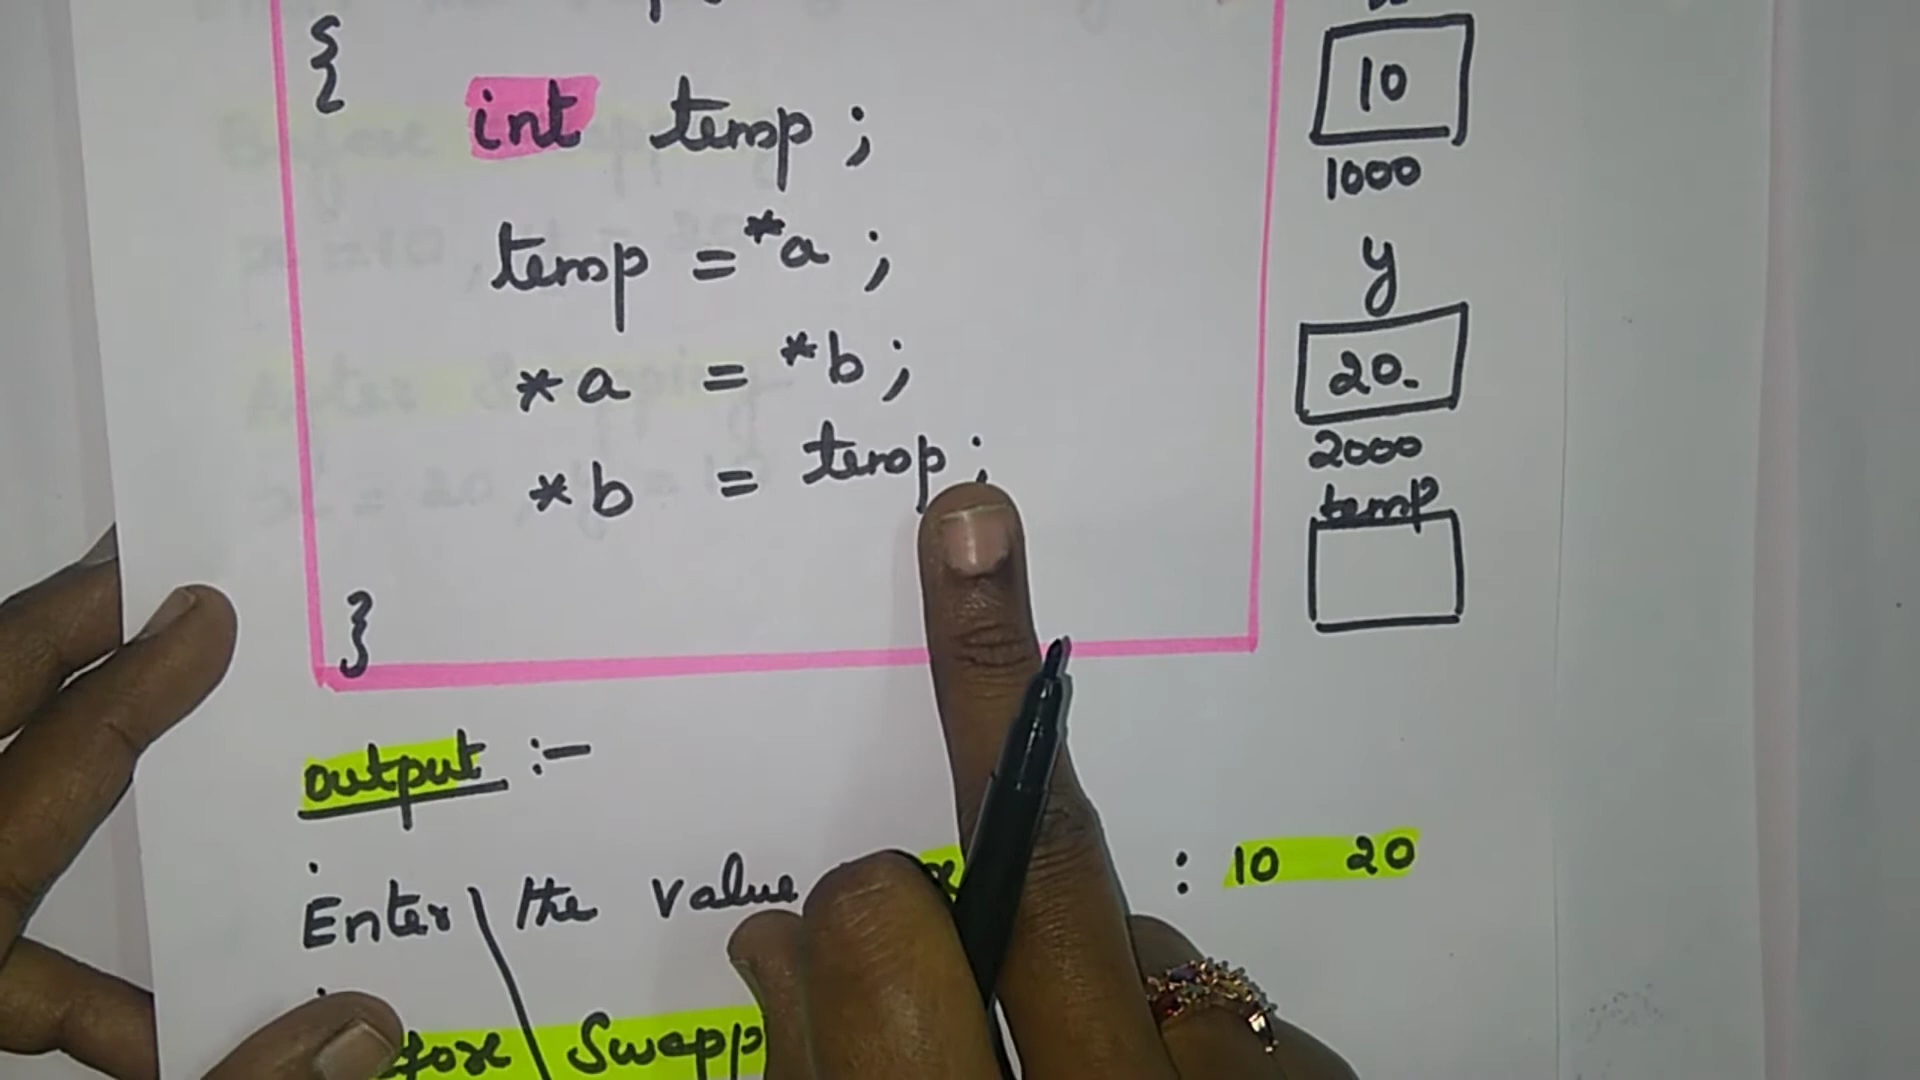 {
int temp ;
temp = *a ;
*a = *b ;
*b = temp ;
}
10
1000
y
20.
2000
temp
output :-
Enter the value : 10 20
Swapp